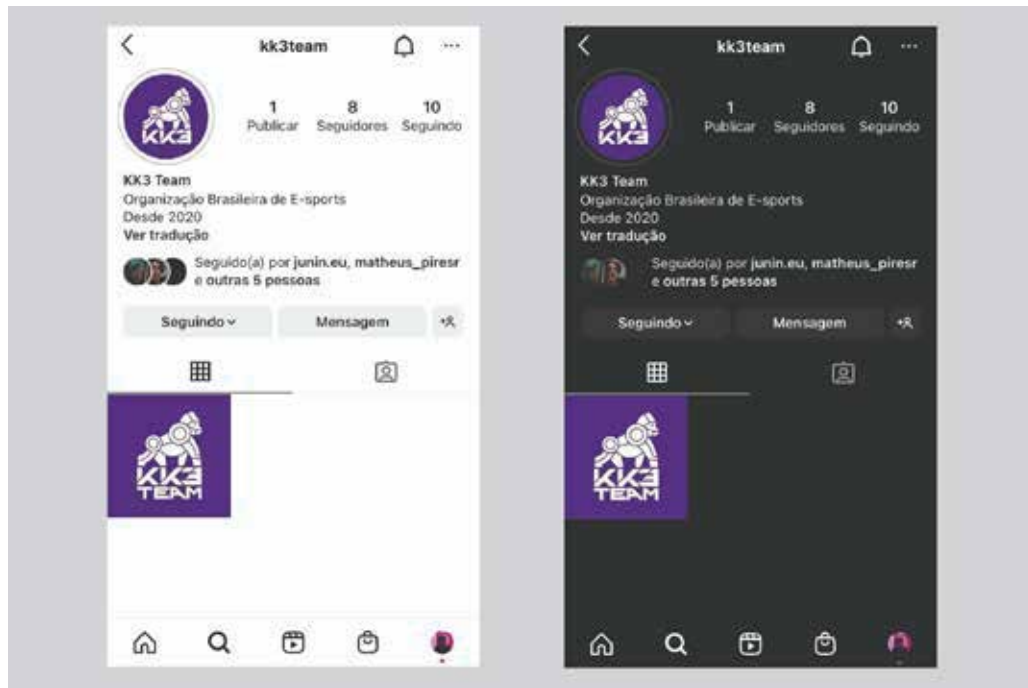 kk3team
1 8 10
Publicar Seguidores Seguindo
KK3
KK3 Team
Organização Brasileira de E-sports
Desde 2020
Ver tradução
Seguido(a) por junin.eu, matheus_piresr
e outras 5 pessoas
Seguindo Mensagem
KK3
TEAM
kk3team
1 8 10
Publicar Seguidores Seguindo
KK3
KK3 Team
Organização Brasileira de E-sports
Desde 2020
Ver tradução
Seguido(a) por junin.eu, matheus_piresr
e outras 5 pessoas
Seguindo Mensagem
KK3
TEAM